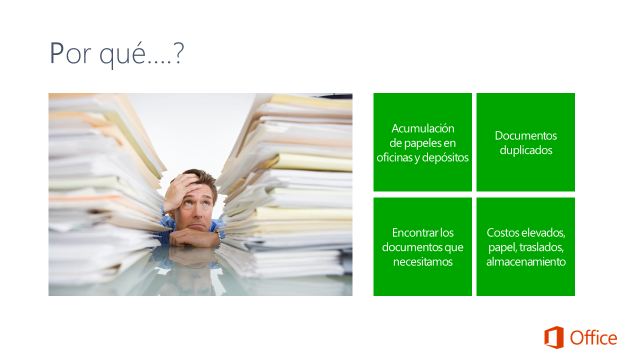 Por qué....?
Acumulación
de papeles en
oficinas y depósitos
Documentos
duplicados
Encontrar los
documentos que
necesitamos
Costos elevados,
papel, traslados,
almacenamiento
Office